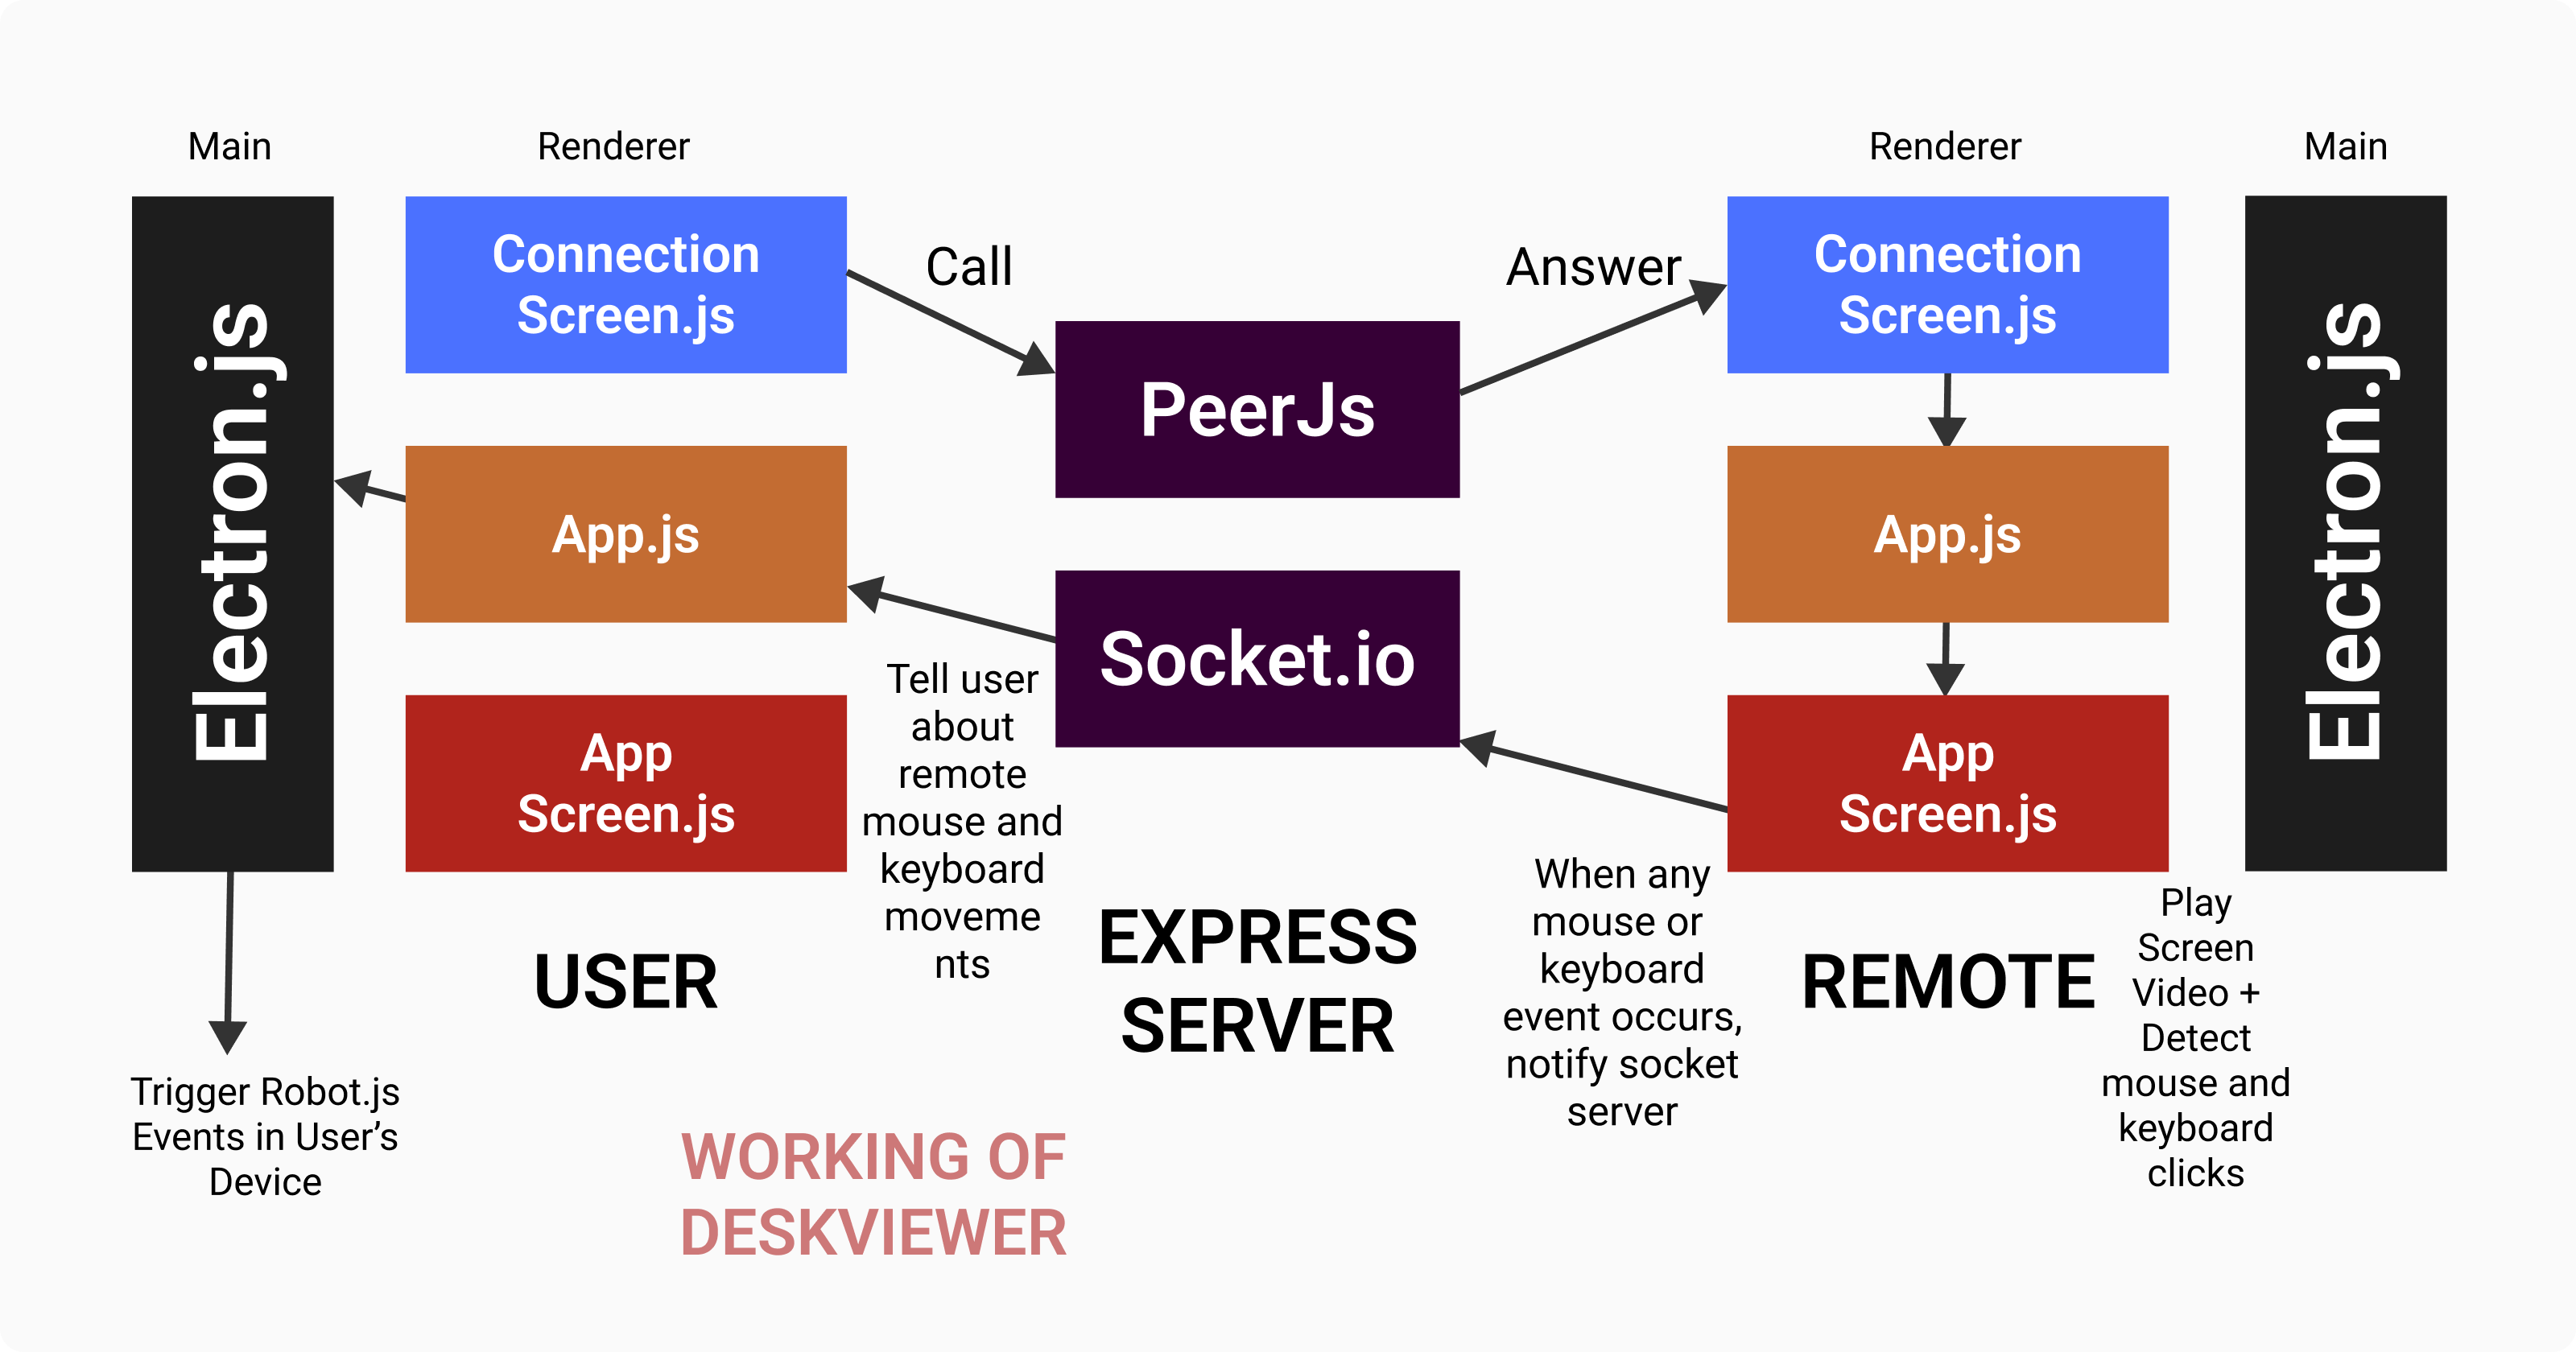 Main
Renderer
Renderer
Main
Electron.js
Connection
Screen.js
App.js
App
Screen.js
USER
Trigger Robot.js
Events in User’s
Device
Call
Tell user
about
remote
mouse and
keyboard
moveme
nts
PeerJs
Socket.io
EXPRESS
SERVER
Answer
When any
mouse or
keyboard
event occurs,
notify socket
server
Connection
Screen.js
App.js
App
Screen.js
REMOTE
Electron.js
Play
Screen
Video +
Detect
mouse and
keyboard
clicks
WORKING OF
DESKVIEWER